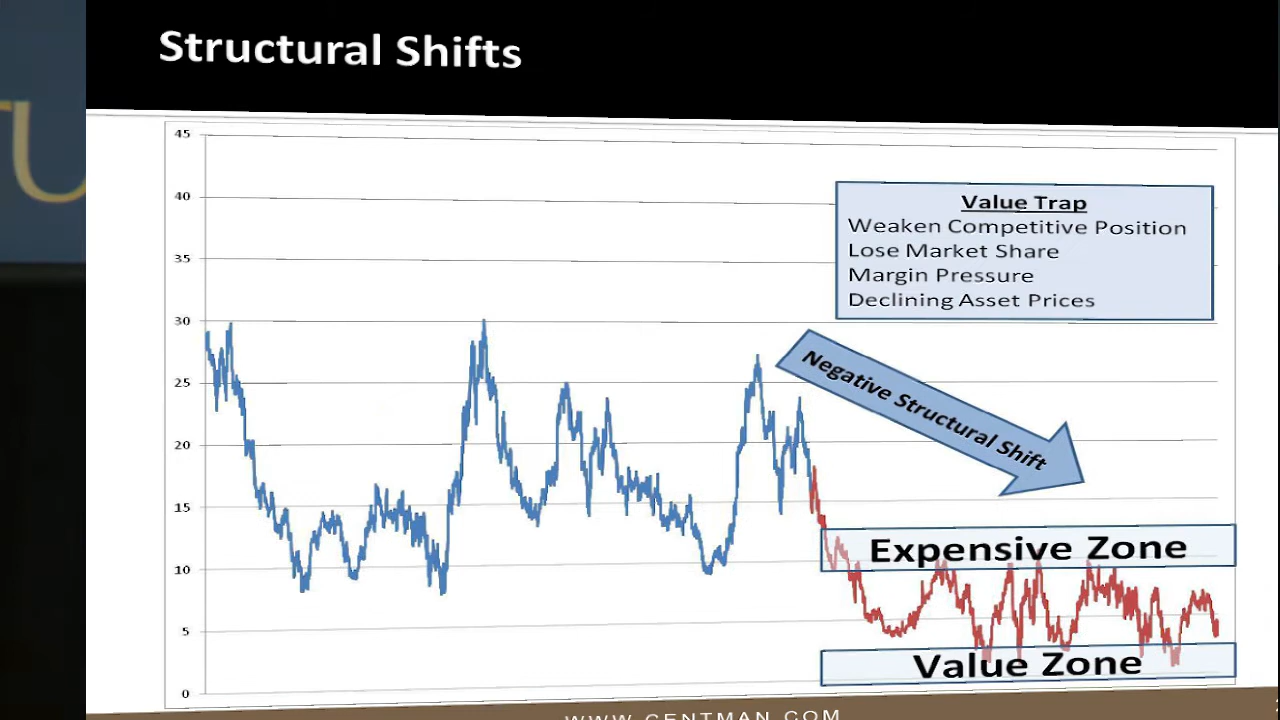 Structural Shifts
45
40
35
30
25
20
15
10
5
0
Value Trap
Weaken Competitive Position
Lose Market Share
Margin Pressure
Declining Asset Prices
Negative Structural Shift
Expensive Zone
Value Zone
WWW.CENTMAN.COM